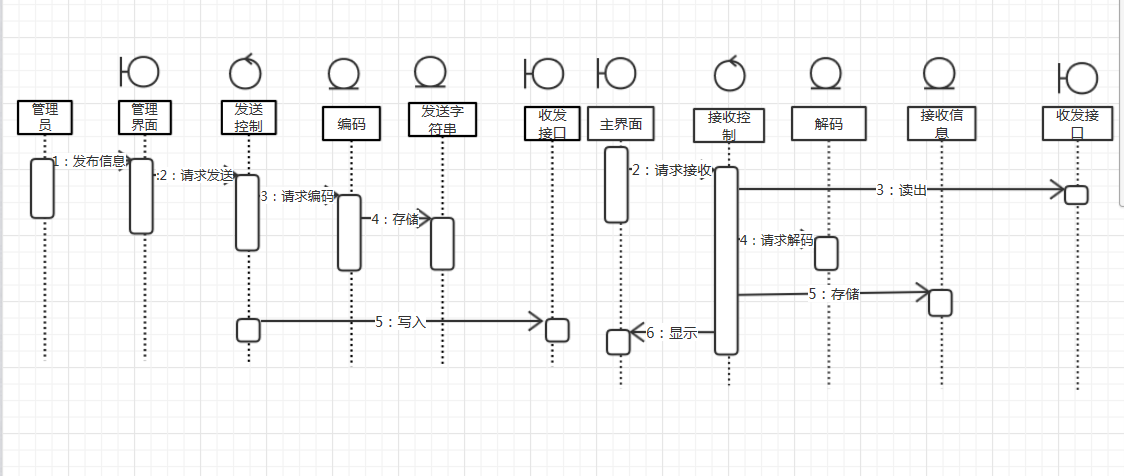 管理
员
管理
界面
发送
控制
编码
发送字
符串
收发
接口
主界面
接收控
制
解码
接收信
息
收发接
口
1：发布信息
2：请求发送
3：请求编码
4：存储
5：写入
2：请求接收
3：读出
4：请求解码
5：存储
6：显示